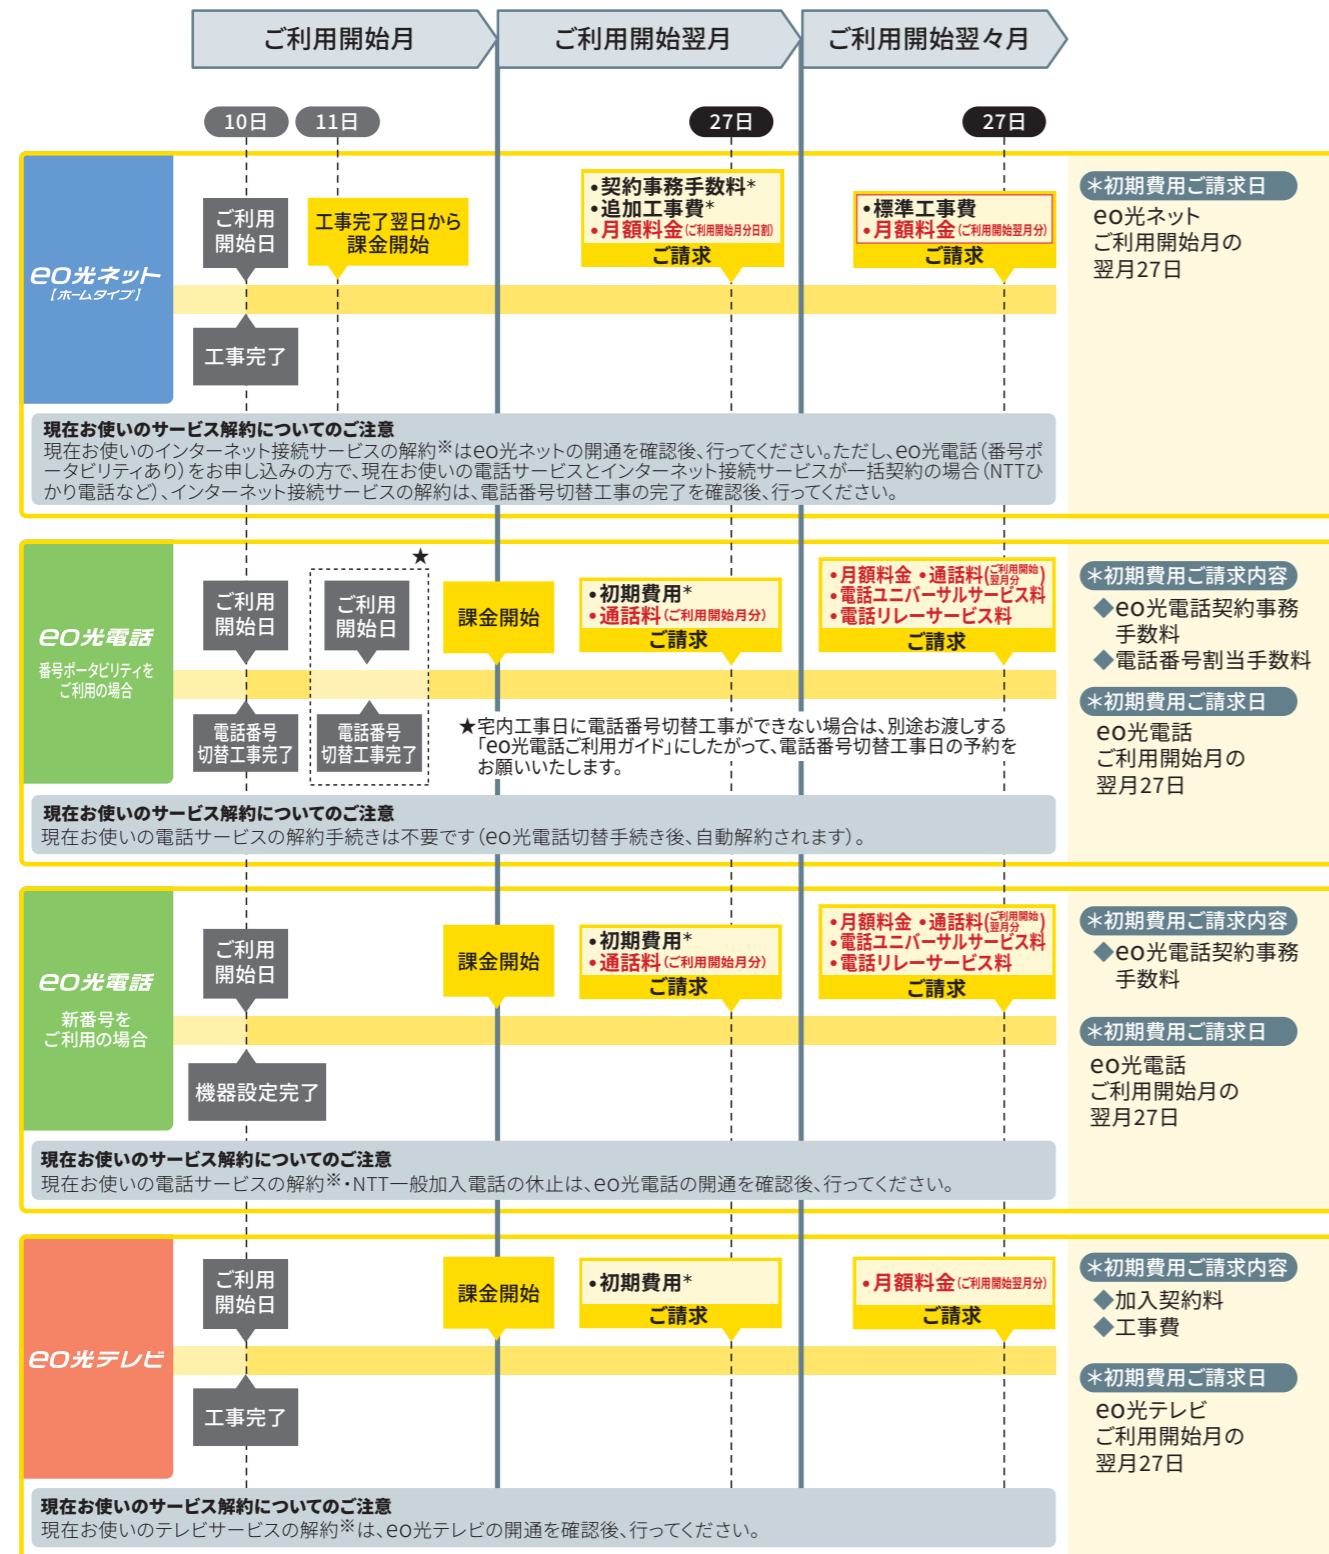 ご利用開始月
ご利用開始翌月
ご利用開始翌々月
10日
11日
27日
27日
eo光ネット
【ホームタイプ】
ご利用
開始日
工事完了翌日から
課金開始
•契約事務手数料*
•追加工事費*
•月額料金(ご利用開始月分日割)
ご請求
•標準工事費
•月額料金(ご利用開始翌月分)
ご請求
工事完了
*初期費用ご請求日
eo光ネット
ご利用開始月の
翌月27日
現在お使いのサービス解約についてのご注意
現在お使いのインターネット接続サービスの解約※はeo光ネットの開通を確認後、行ってください。ただし、eo光電話(番号ポ
ータビリティあり)をお申し込みの方で、現在お使いの電話サービスとインターネット接続サービスが一括契約の場合(NTTひ
かり電話など)、インターネット接続サービスの解約は、電話番号切替工事の完了を確認後、行ってください。
eo光電話
番号ポータビリティを
ご利用の場合
ご利用
開始日
★
ご利用
開始日
課金開始
•初期費用*
•通話料(ご利用開始月分)
ご請求
•月額料金 •通話料(ご利用開始翌月分)
•電話ユニバーサルサービス料
•電話リレーサービス料
ご請求
電話番号
切替工事完了
電話番号
切替工事完了
★宅内工事日に電話番号切替工事ができない場合は、別途お渡しする
「eo光電話ご利用ガイド」にしたがって、電話番号切替工事日の予約を
お願いいたします。
*初期費用ご請求内容
◆eo光電話契約事務
手数料
◆電話番号割当手数料
*初期費用ご請求日
eo光電話
ご利用開始月の
翌月27日
現在お使いのサービス解約についてのご注意
現在お使いの電話サービスの解約手続きは不要です(eo光電話切替手続き後、自動解約されます)。
eo光電話
新番号を
ご利用の場合
ご利用
開始日
課金開始
•初期費用*
•通話料(ご利用開始月分)
ご請求
•月額料金 •通話料(ご利用開始翌月分)
•電話ユニバーサルサービス料
•電話リレーサービス料
ご請求
機器設定完了
*初期費用ご請求内容
◆eo光電話契約事務
手数料
*初期費用ご請求日
eo光電話
ご利用開始月の
翌月27日
現在お使いのサービス解約についてのご注意
現在お使いの電話サービスの解約※・NTT一般加入電話の休止は、eo光電話の開通を確認後、行ってください。
eo光テレビ
ご利用
開始日
課金開始
•初期費用*
ご請求
•月額料金(ご利用開始翌月分)
ご請求
工事完了
*初期費用ご請求内容
◆加入契約料
◆工事費
*初期費用ご請求日
eo光テレビ
ご利用開始月の
翌月27日
現在お使いのサービス解約についてのご注意
現在お使いのテレビサービスの解約※は、eo光テレビの開通を確認後、行ってください。